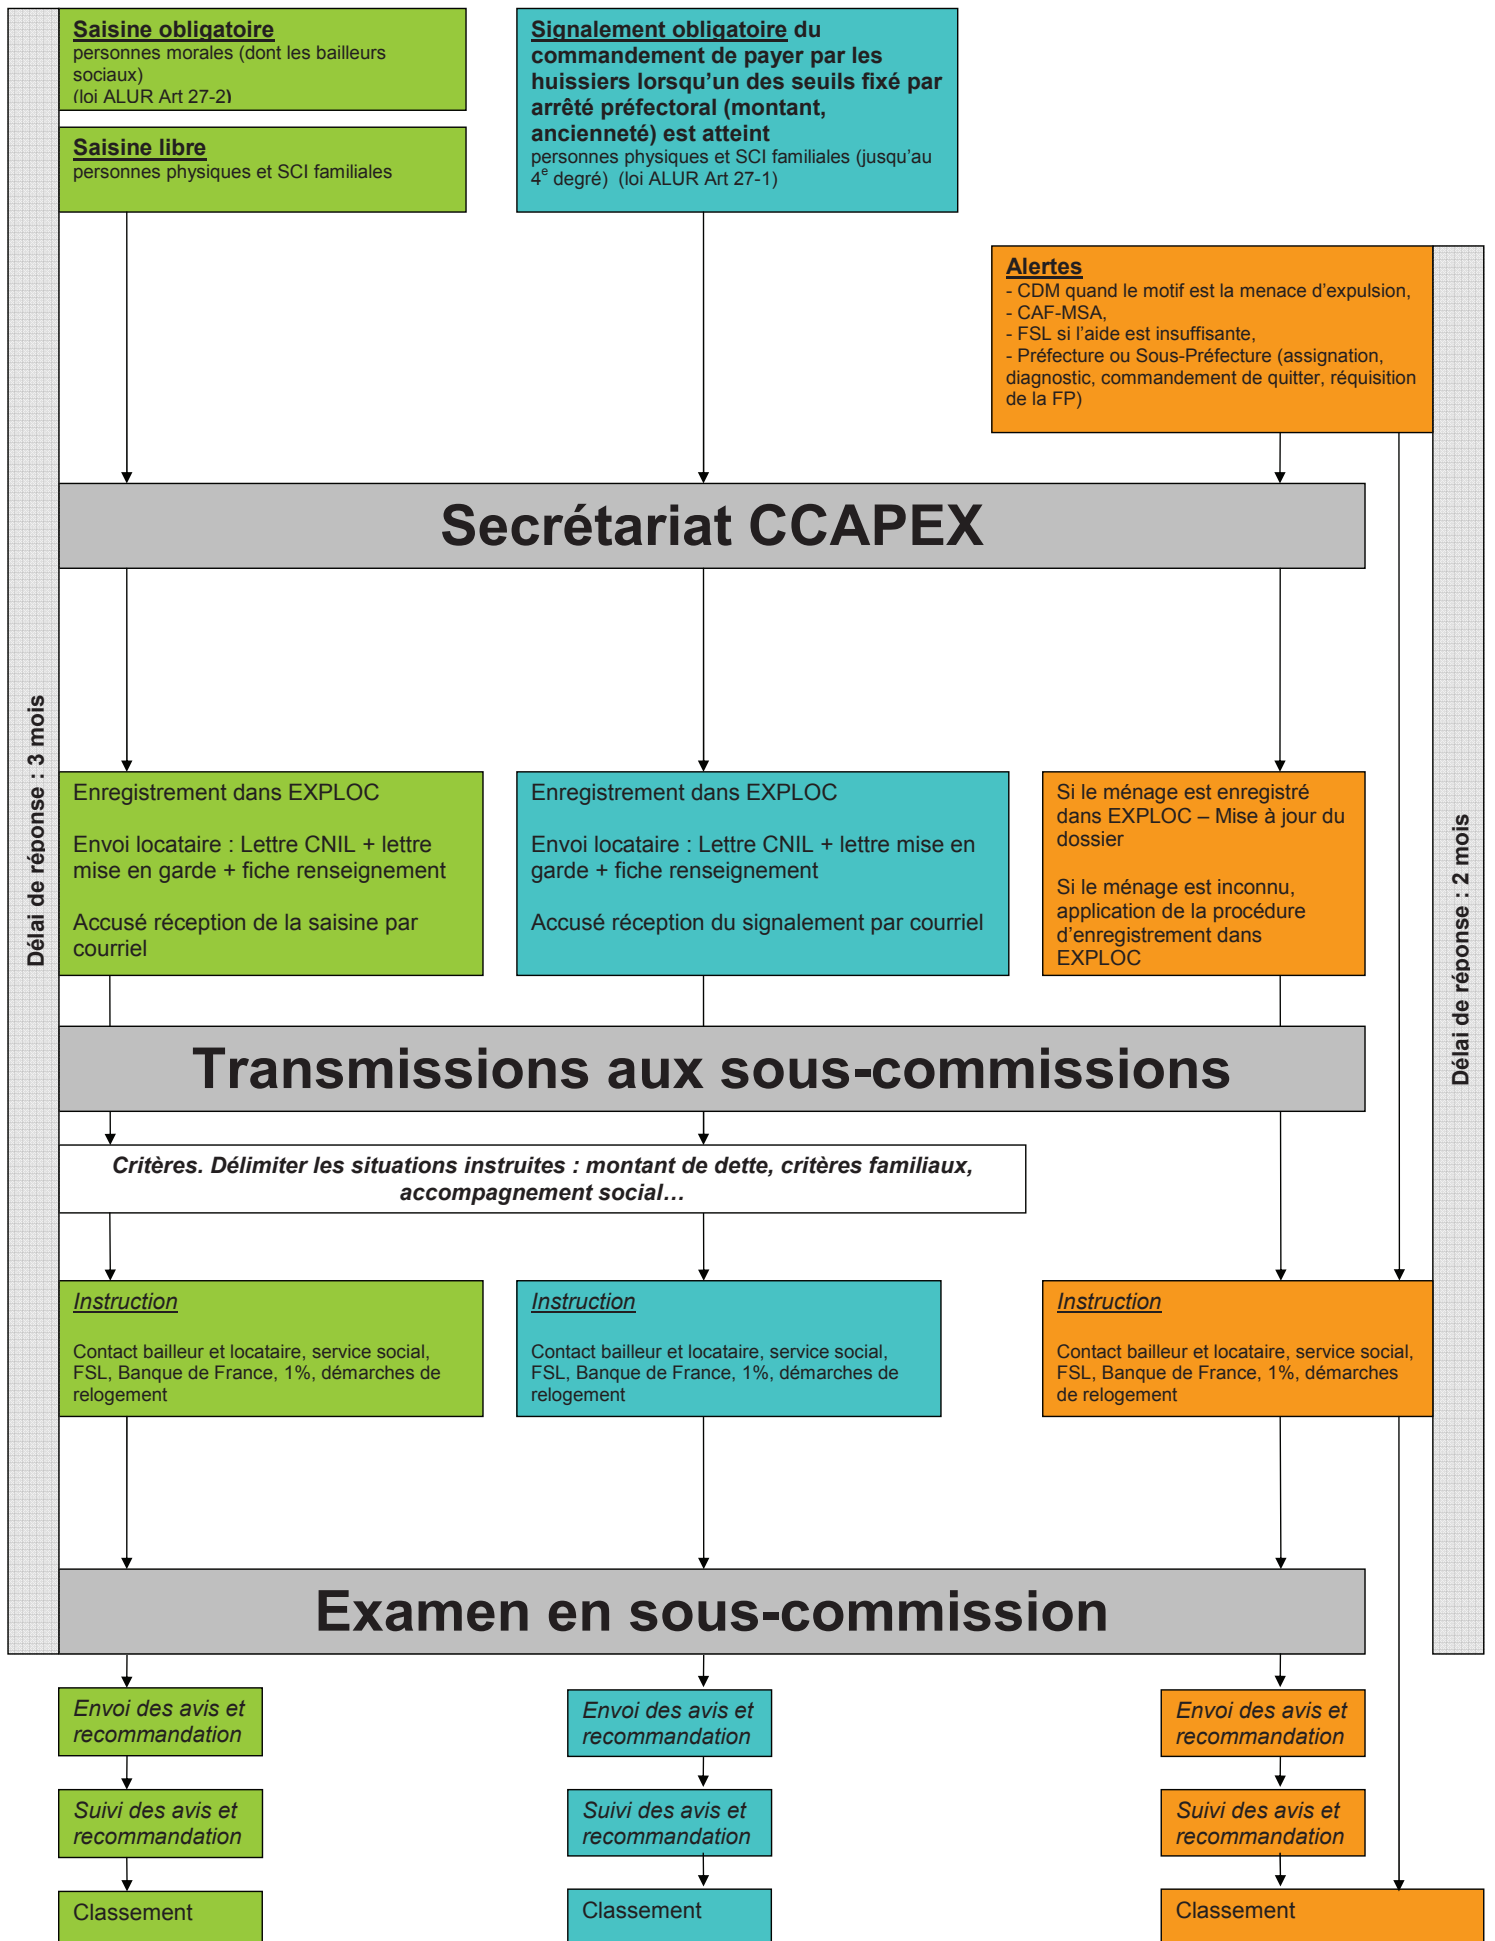 Saisine obligatoire
personnes morales (dont les bailleurs
sociaux)
(loi ALUR Art 27-2)
Saisine libre
personnes physiques et SCI familiales
Signalement obligatoire du
commandement de payer par les
huissiers lorsqu'un des seuils fixé par
arrêté préfectoral (montant,
ancienneté) est atteint
personnes physiques et SCI familiales (jusqu'au
4e degré) (loi ALUR Art 27-1)
Alertes
- CDM quand le motif est la menace d'expulsion,
- CAF-MSA,
- FSL si l'aide est insuffisante,
- Préfecture ou Sous-Préfecture (assignation,
diagnostic, commandement de quitter, réquisition
de la FP)
Secrétariat CCAPEX
Délai de réponse : 3 mois
Enregistrement dans EXPLOC
Envoi locataire : Lettre CNIL + lettre
mise en garde + fiche renseignement
Accusé réception de la saisine par
courriel
Enregistrement dans EXPLOC
Envoi locataire : Lettre CNIL + lettre mise en
garde + fiche renseignement
Accusé réception du signalement par courriel
Si le ménage est enregistré
dans EXPLOC – Mise à jour du
dossier
Si le ménage est inconnu,
application de la procédure
d'enregistrement dans
EXPLOC
Délai de réponse : 2 mois
Transmissions aux sous-commissions
Critères. Délimiter les situations instruites : montant de dette, critères familiaux,
accompagnement social…
Instruction
Contact bailleur et locataire, service social,
FSL, Banque de France, 1%, démarches de
relogement
Instruction
Contact bailleur et locataire, service social,
FSL, Banque de France, 1%, démarches de
relogement
Instruction
Contact bailleur et locataire, service social,
FSL, Banque de France, 1%, démarches
de relogement
Examen en sous-commission
Envoi des avis et
recommandation
Envoi des avis et
recommandation
Envoi des avis et
recommandation
Suivi des avis et
recommandation
Suivi des avis et
recommandation
Suivi des avis et
recommandation
Classement
Classement
Classement